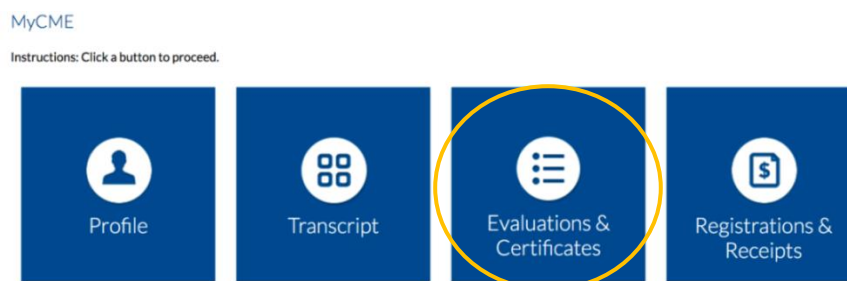 MyCME
Instructions: Click a button to proceed.
Profile
Transcript
Evaluations &
Certificates
$
Registrations &
Receipts